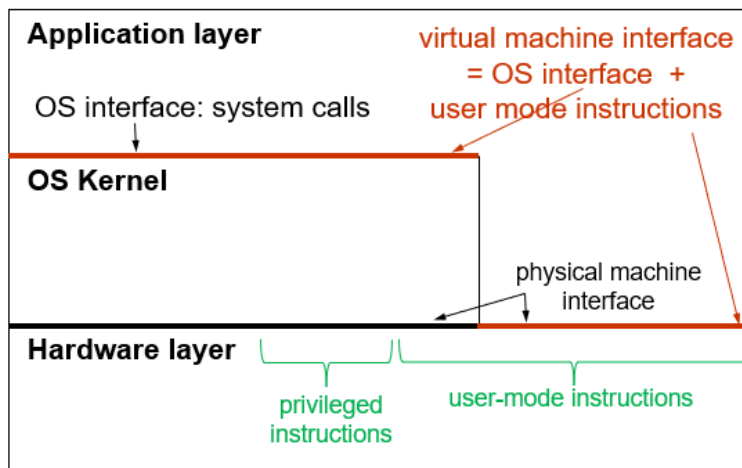 Application layer
virtual machine interface
= OS interface +
user mode instructions
OS interface: system calls
OS Kernel
physical machine
interface
Hardware layer
privileged
instructions
user-mode instructions